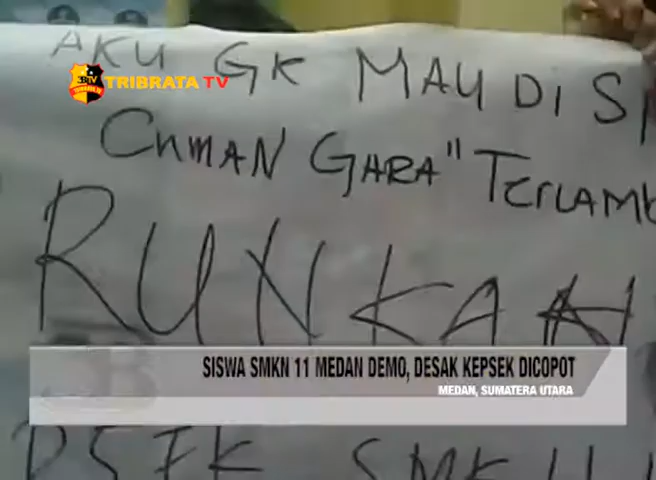 AKU GK MAU DI
TRIBRATA TV
CUMAN GARA"
RUNKAN
SISWA SMKN 11 MEDAN DEMO, DESAK KEPSEK DICOPOT
MEDAN, SUMATERA UTARA